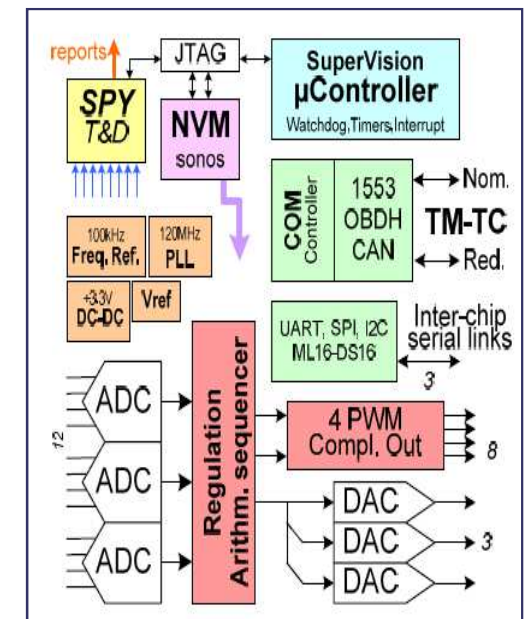 reports
JTAG
SPY
T&D
NVM
sonos
SuperVision
µController
Watchdog,Timers,Interrupt
COM
Controller
1553
OBDH
CAN
Nom.
TM-TC
Red.
100kHz
Freq. Ref.
120MHz
PLL
+3.3V
DC-DC
Vref
UART, SPI, I2C
ML16-DS16
Inter-chip
serial links
3
12
ADC
ADC
ADC
Regulation
Arithm. sequencer
4 PWM
Compl. Out
8
DAC
DAC
DAC
3